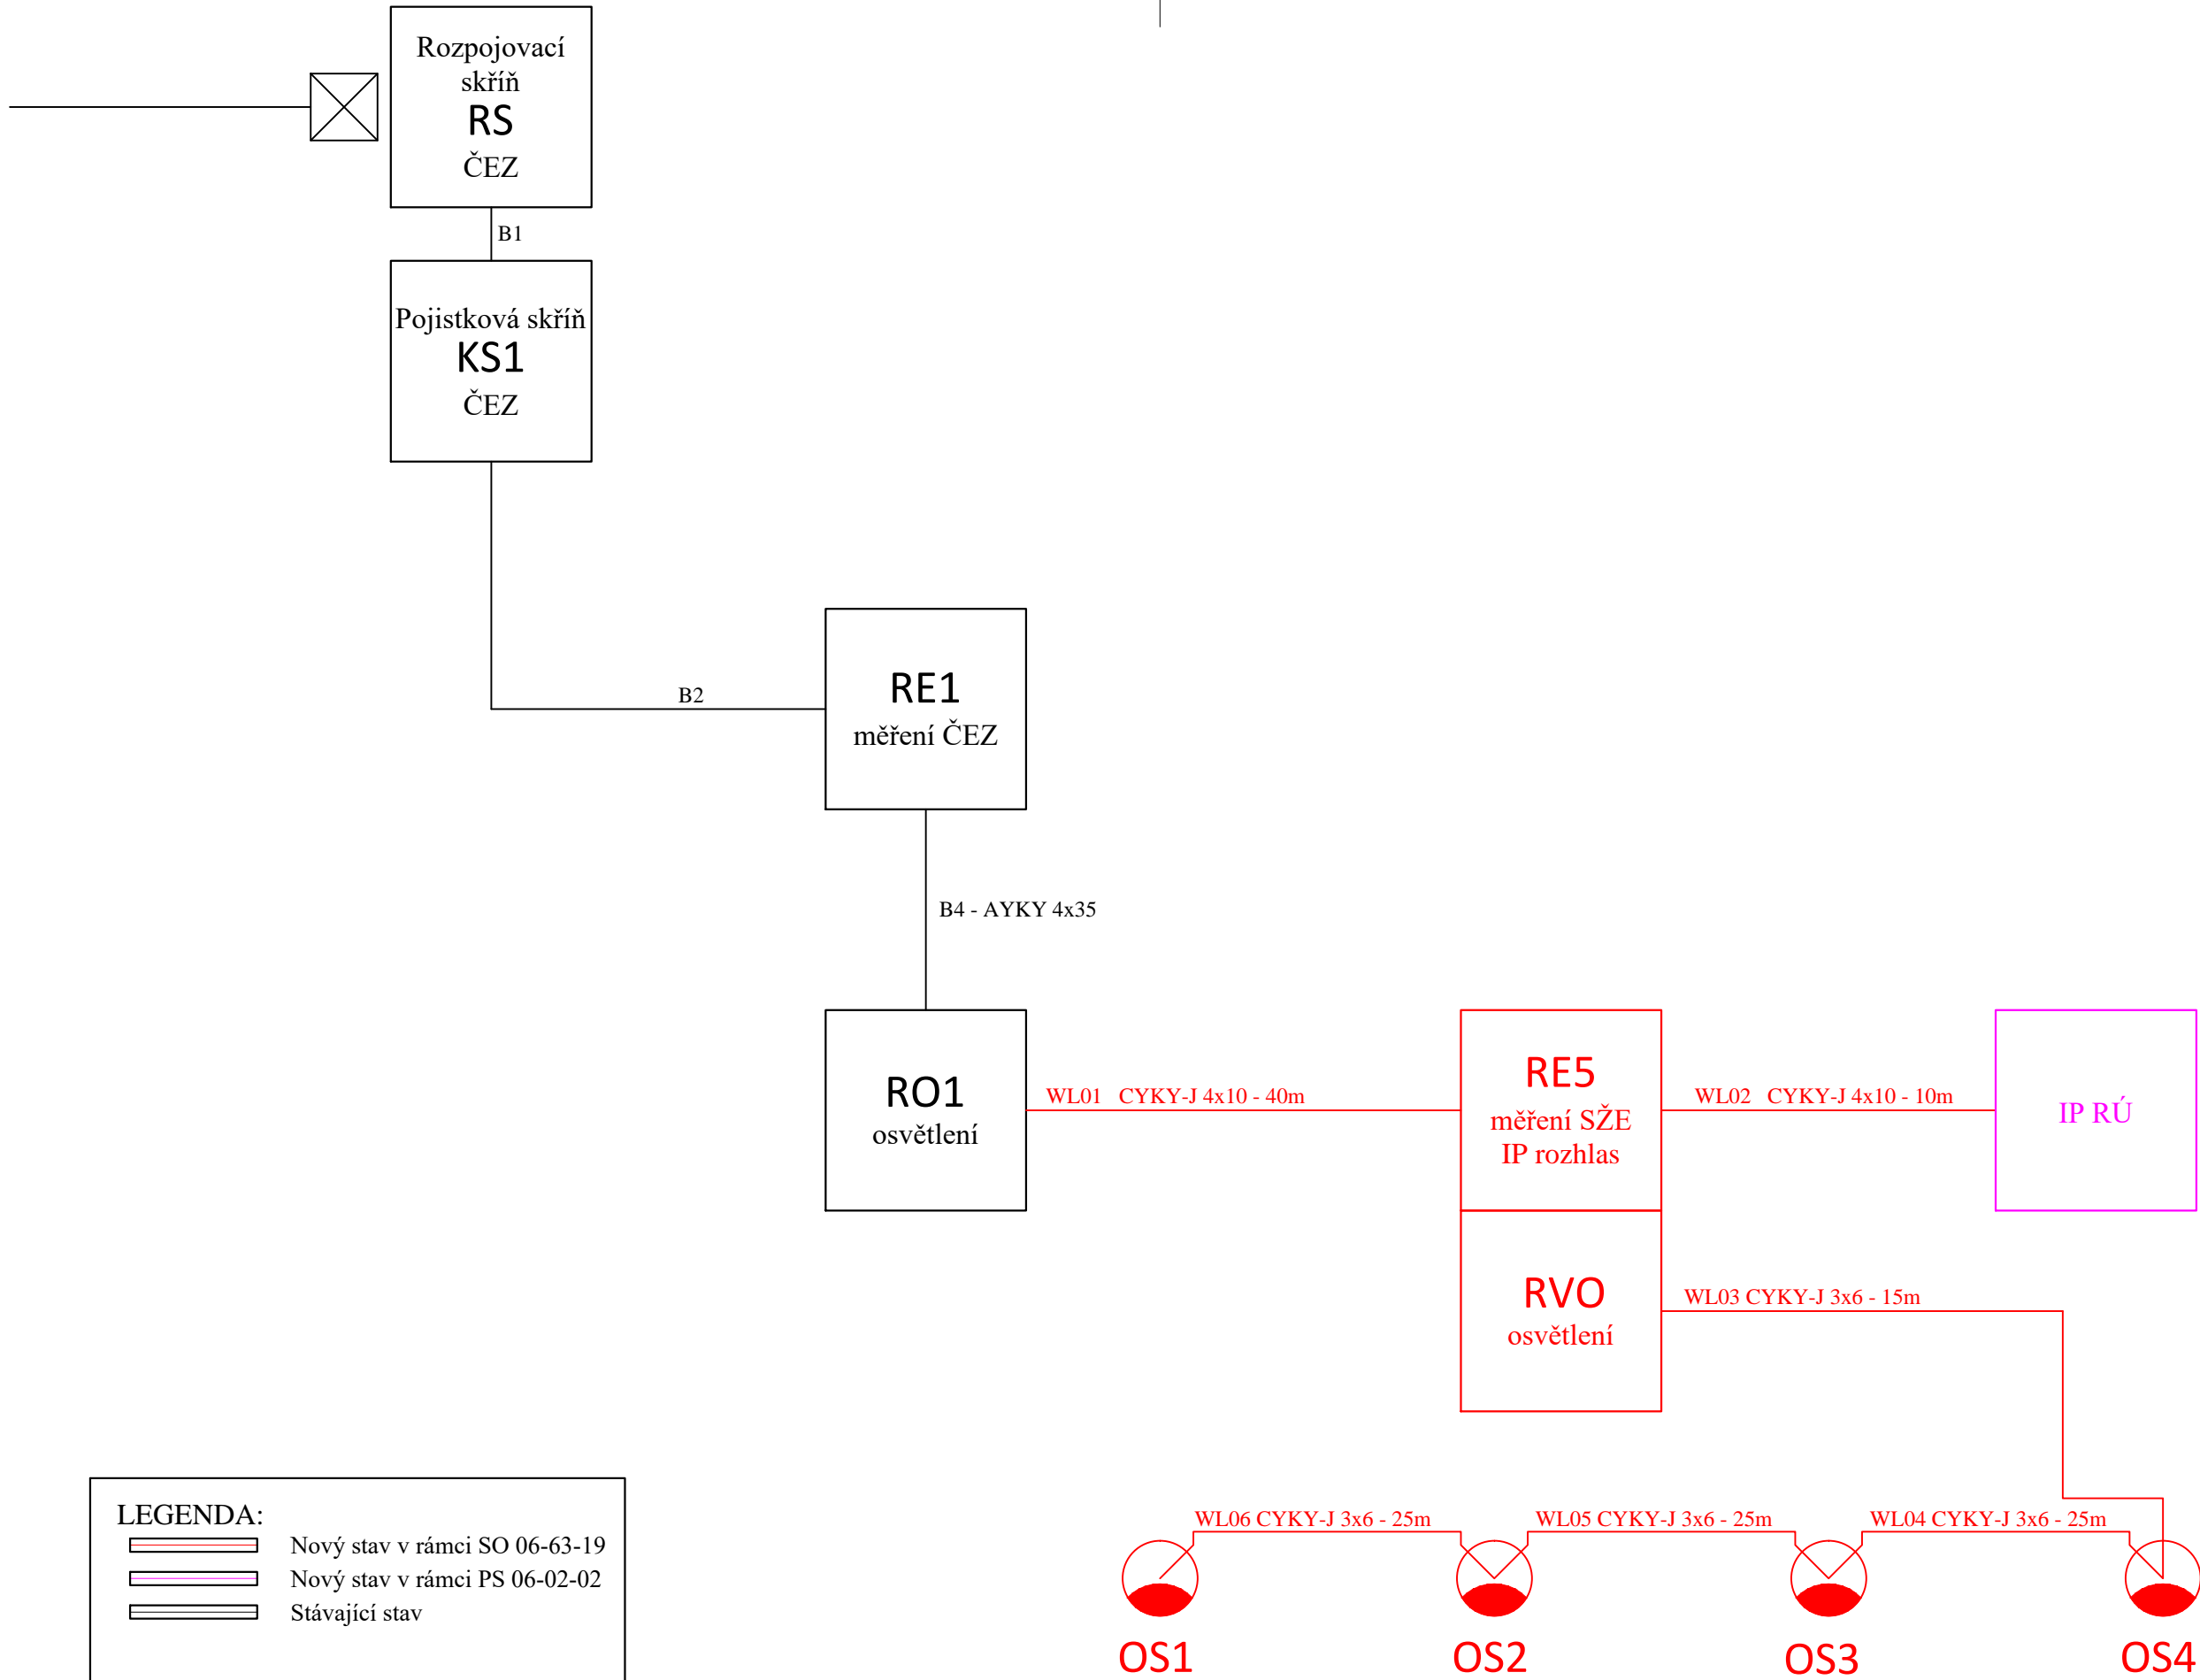 Rozpojovací
skříň
RS
ČEZ
B1
Pojistková skříň
KS1
ČEZ
B2
RE1
měření ČEZ
B4 - AYKY 4x35
RO1
osvětlení
WL01 CYKY-J 4x10 - 40m
RE5
měření SŽE
IP rozhlas
WL02 CYKY-J 4x10 - 10m
IP RÚ
RVO
osvětlení
WL03 CYKY-J 3x6 - 15m
WL06 CYKY-J 3x6 - 25m
WL05 CYKY-J 3x6 - 25m
WL04 CYKY-J 3x6 - 25m
OS1
OS2
OS3
OS4
LEGENDA:
Nový stav v rámci SO 06-63-19
Nový stav v rámci PS 06-02-02
Stávající stav